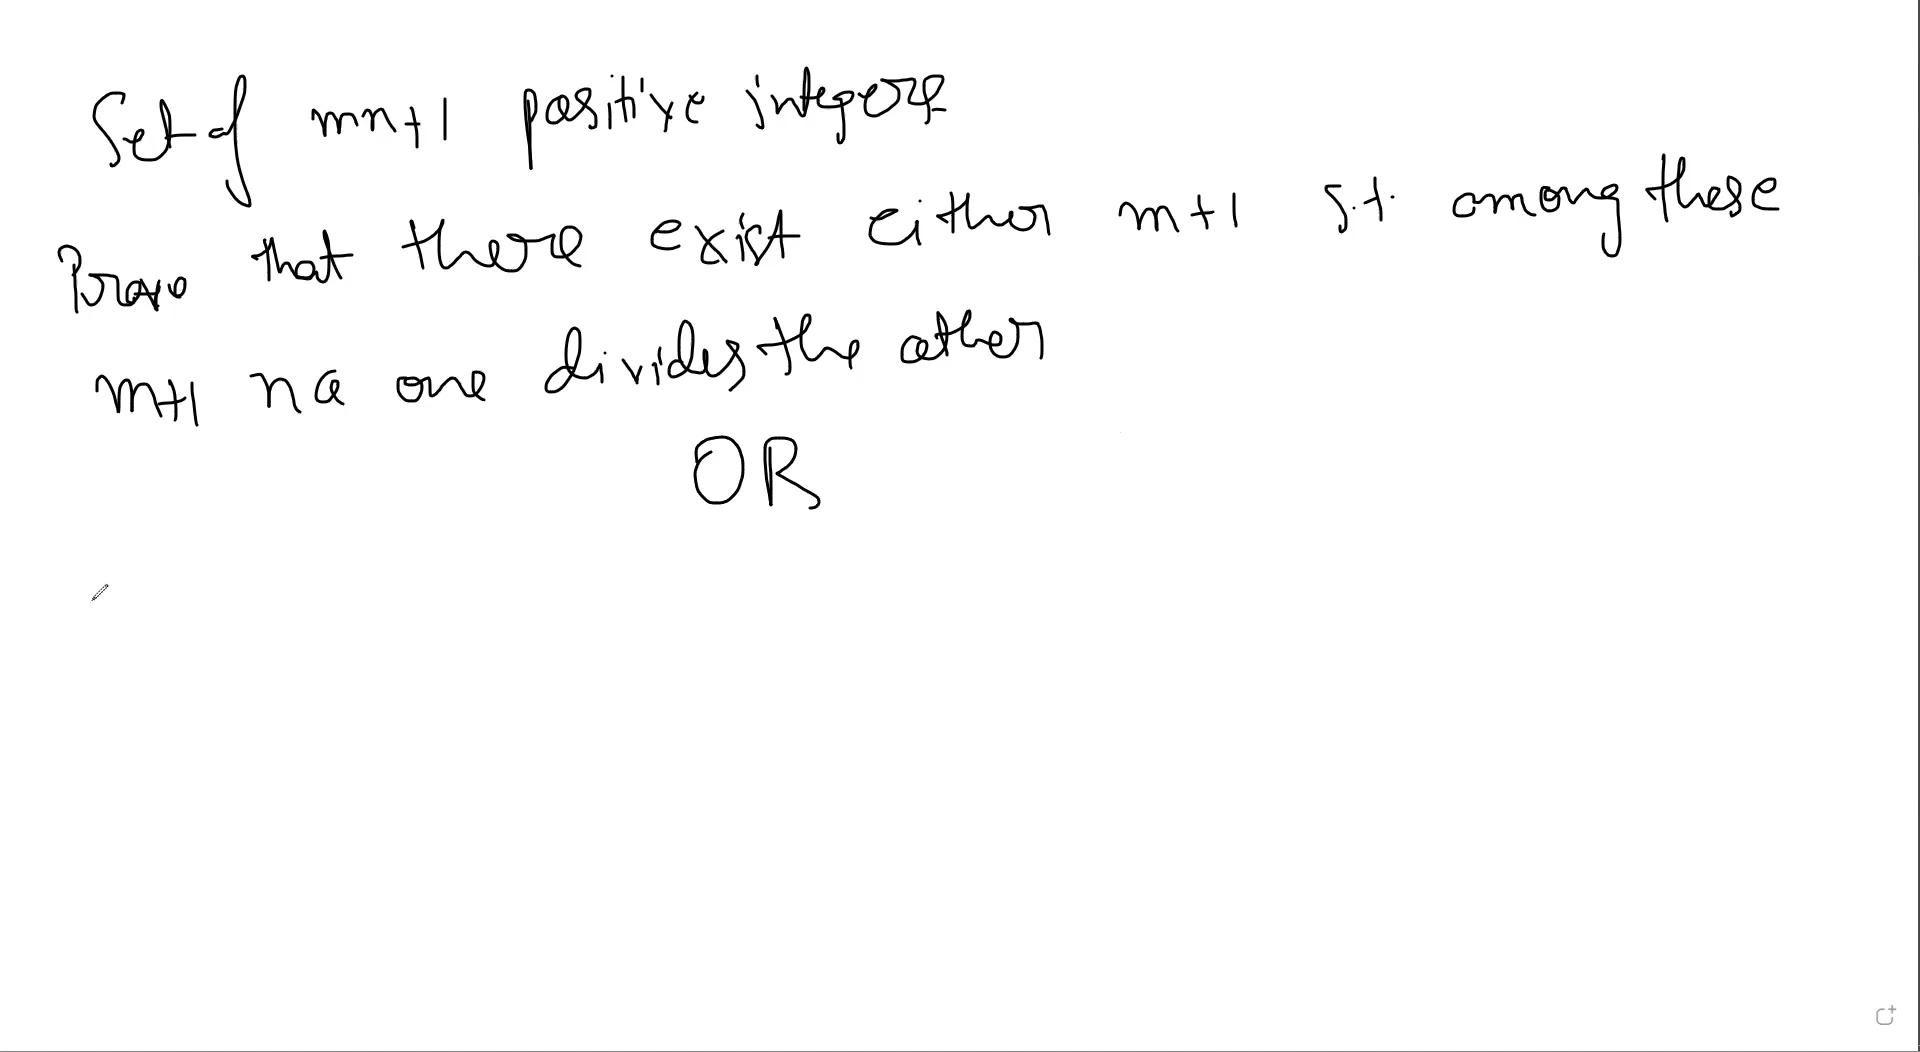 Set of mn+1 positive integers
Prove that there exist either m+1 s.t. among these
m+1 no one divides the other
OR